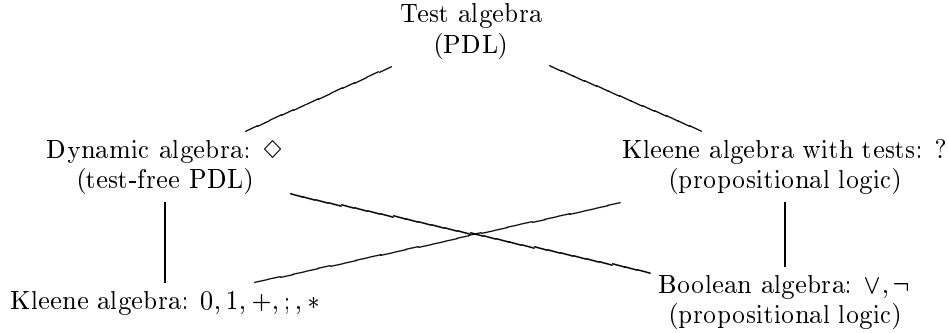 Test algebra
(PDL)
Dynamic algebra: ◇
(test-free PDL)
Kleene algebra with tests: ?
(propositional logic)
Kleene algebra: 0, 1, +, ; , *
Boolean algebra: ∨, ¬
(propositional logic)